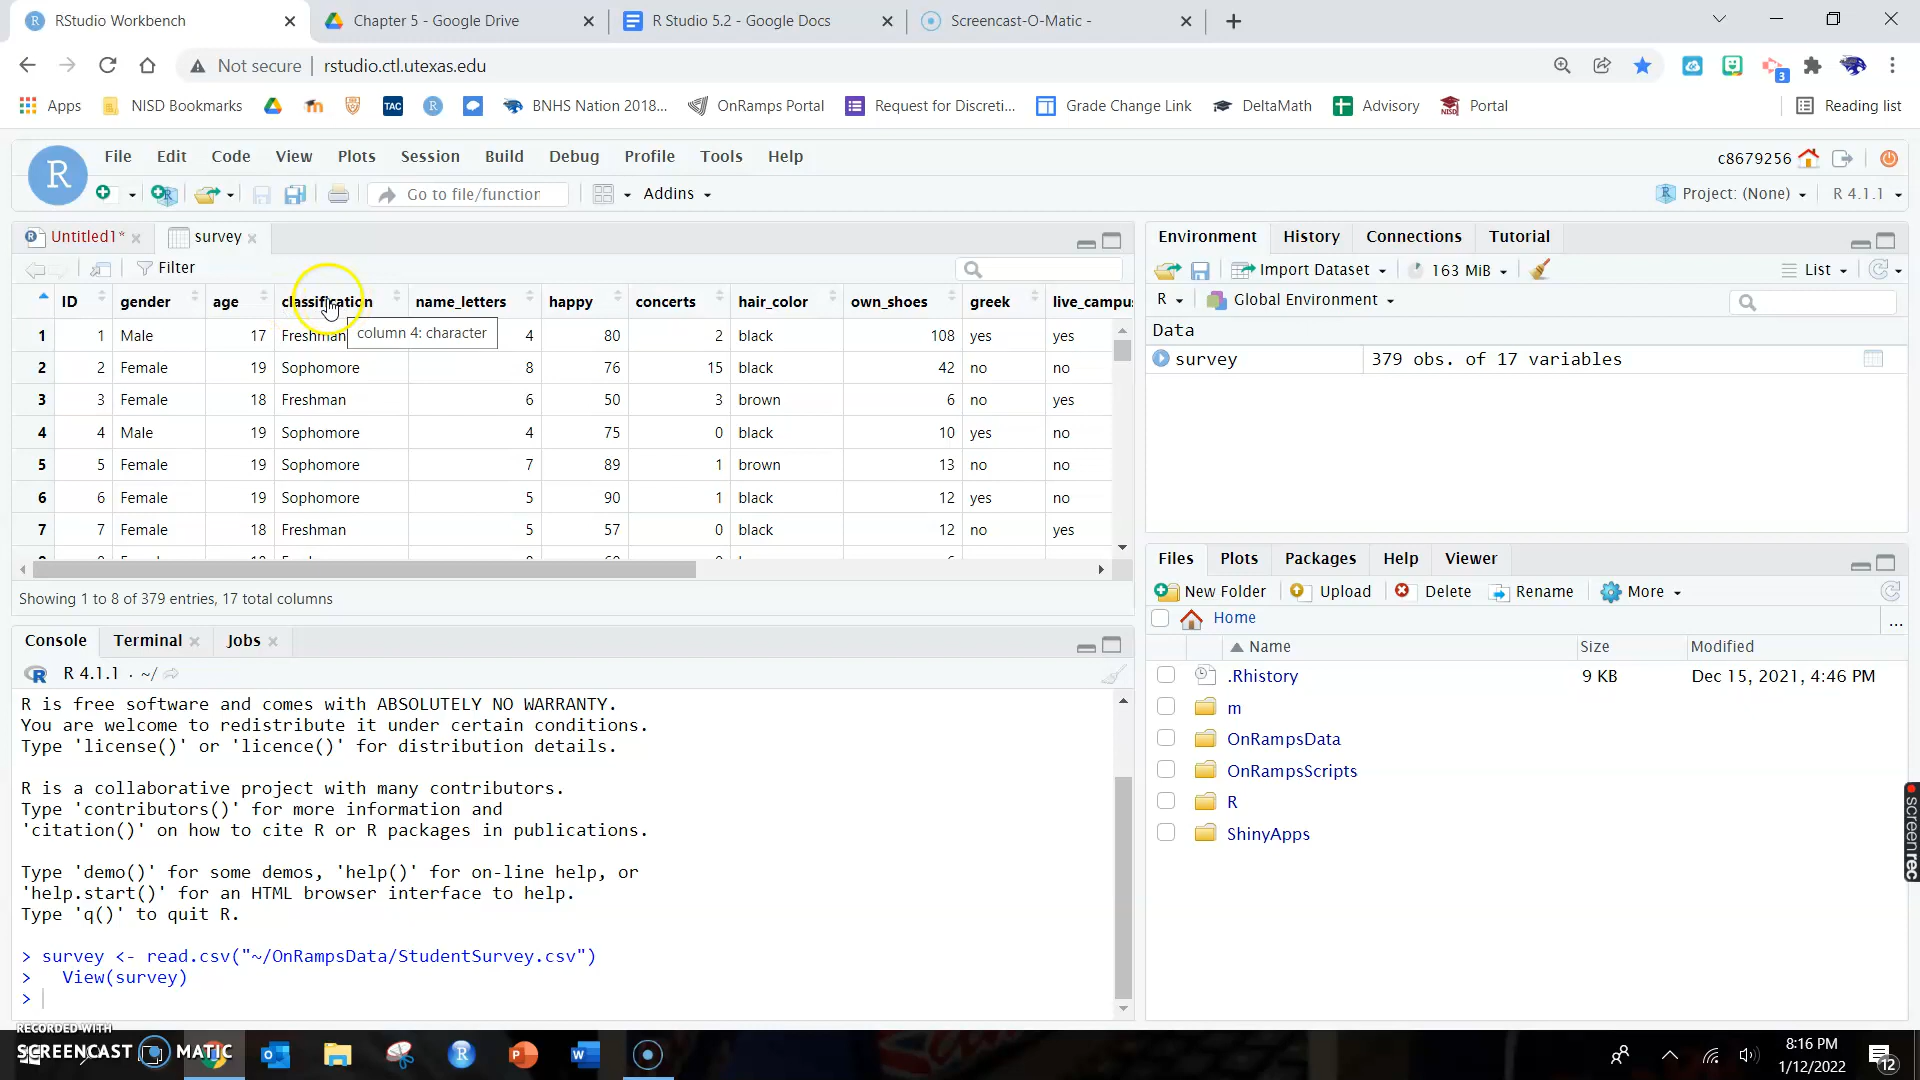 RStudio Workbench
Chapter 5 - Google Drive
R Studio 5.2 - Google Docs
Screencast-O-Matic -
Not secure | rstudio.ctl.utexas.edu
3
Apps
NISD Bookmarks
TAC
R
BNHS Nation 2018...
OnRamps Portal
Request for Discreti...
Grade Change Link
DeltaMath
Advisory
NISD
Portal
Reading list
R
File Edit Code View Plots Session Build Debug Profile Tools Help
c8679256
Go to file/function
Addins
Project: (None)
R 4.1.1
Untitled1*
survey
Filter
ID gender age classification name_letters happy concerts hair_color own_shoes greek live_campus
column 4: character
1 1 Male 17 Freshman 4 80 2 black 108 yes yes
2 2 Female 19 Sophomore 8 76 15 black 42 no no
3 3 Female 18 Freshman 6 50 3 brown 6 no yes
4 4 Male 19 Sophomore 4 75 0 black 10 yes no
5 5 Female 19 Sophomore 7 89 1 brown 13 no no
6 6 Female 19 Sophomore 5 90 1 black 12 yes no
7 7 Female 18 Freshman 5 57 0 black 12 no yes
Showing 1 to 8 of 379 entries, 17 total columns
Console Terminal Jobs
R 4.1.1 · ~/
R is free software and comes with ABSOLUTELY NO WARRANTY.
You are welcome to redistribute it under certain conditions.
Type 'license()' or 'licence()' for distribution details.
R is a collaborative project with many contributors.
Type 'contributors()' for more information and
'citation()' on how to cite R or R packages in publications.
Type 'demo()' for some demos, 'help()' for on-line help, or
'help.start()' for an HTML browser interface to help.
Type 'q()' to quit R.
> survey <- read.csv("~/OnRampsData/StudentSurvey.csv")
>   View(survey)
>
Environment History Connections Tutorial
Import Dataset
163 MiB
List
R
Global Environment
Data
survey 379 obs. of 17 variables
Files Plots Packages Help Viewer
New Folder Upload Delete Rename More
Home
...
Name Size Modified
.Rhistory 9 KB Dec 15, 2021, 4:46 PM
m
OnRampsData
OnRampsScripts
R
ShinyApps
screenrec
RECORDED WITH
SCREENCAST MATIC
8:16 PM
1/12/2022
12